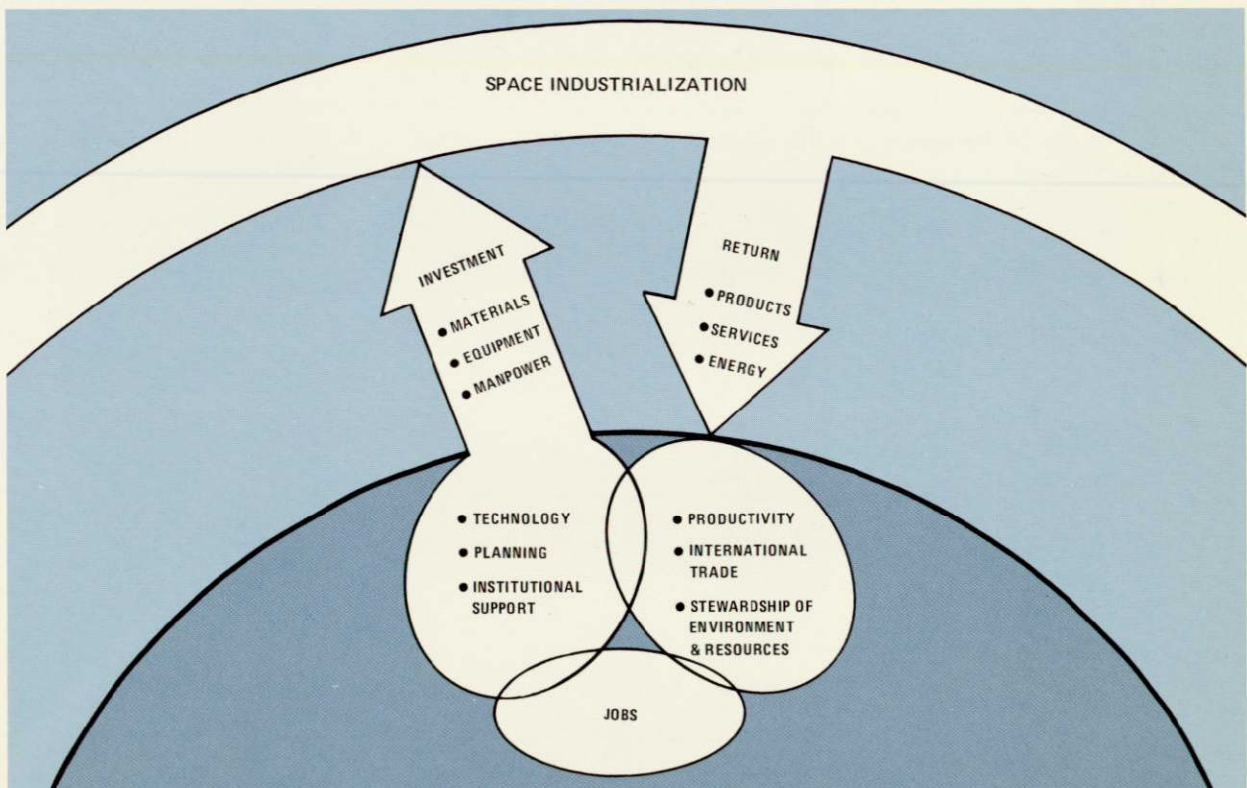 SPACE INDUSTRIALIZATION
INVESTMENT
● MATERIALS
● EQUIPMENT
● MANPOWER
RETURN
● PRODUCTS
● SERVICES
● ENERGY
● TECHNOLOGY
● PLANNING
● INSTITUTIONAL
SUPPORT
● PRODUCTIVITY
● INTERNATIONAL
TRADE
● STEWARDSHIP OF
ENVIRONMENT
& RESOURCES
JOBS